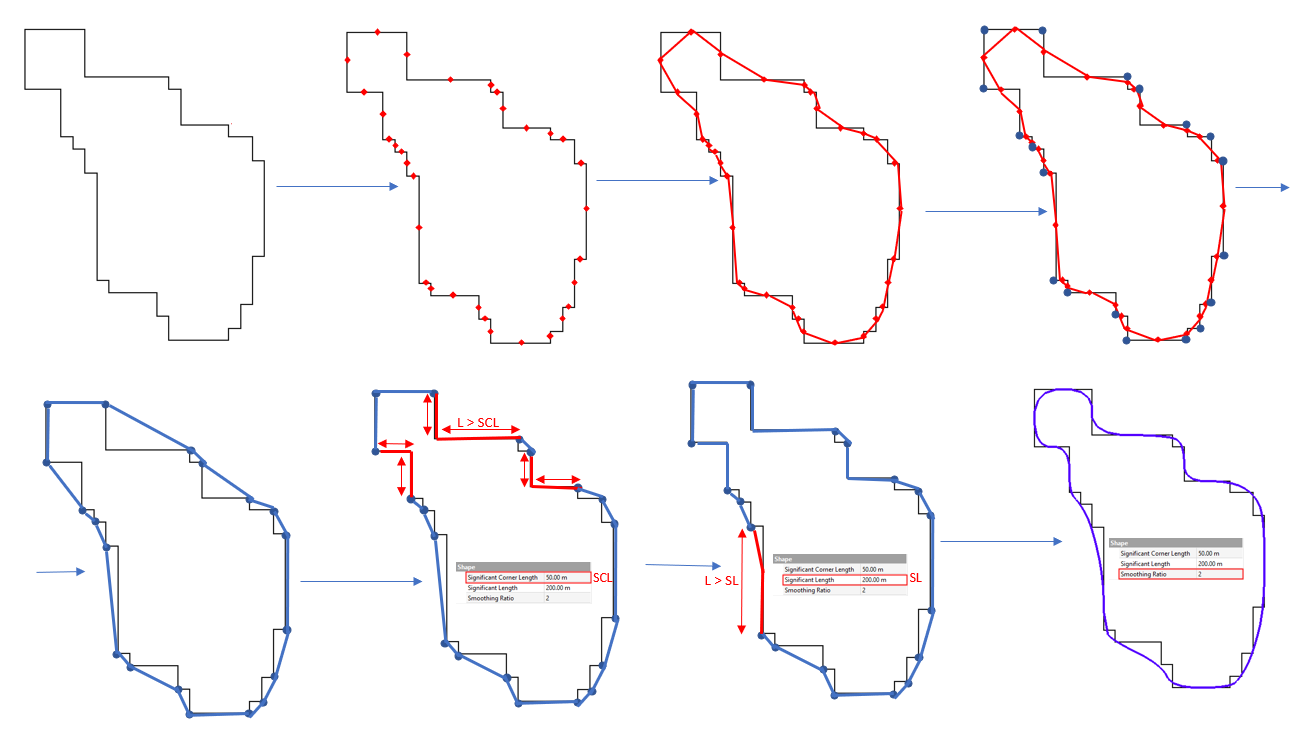 L > SCL
Shape
Significant Corner Length 50.00 m SCL
Significant Length 200.00 m
Smoothing Ratio 2
L > SL
Shape
Significant Corner Length 50.00 m
Significant Length 200.00 m SL
Smoothing Ratio 2
Shape
Significant Corner Length 50.00 m
Significant Length 200.00 m
Smoothing Ratio 2